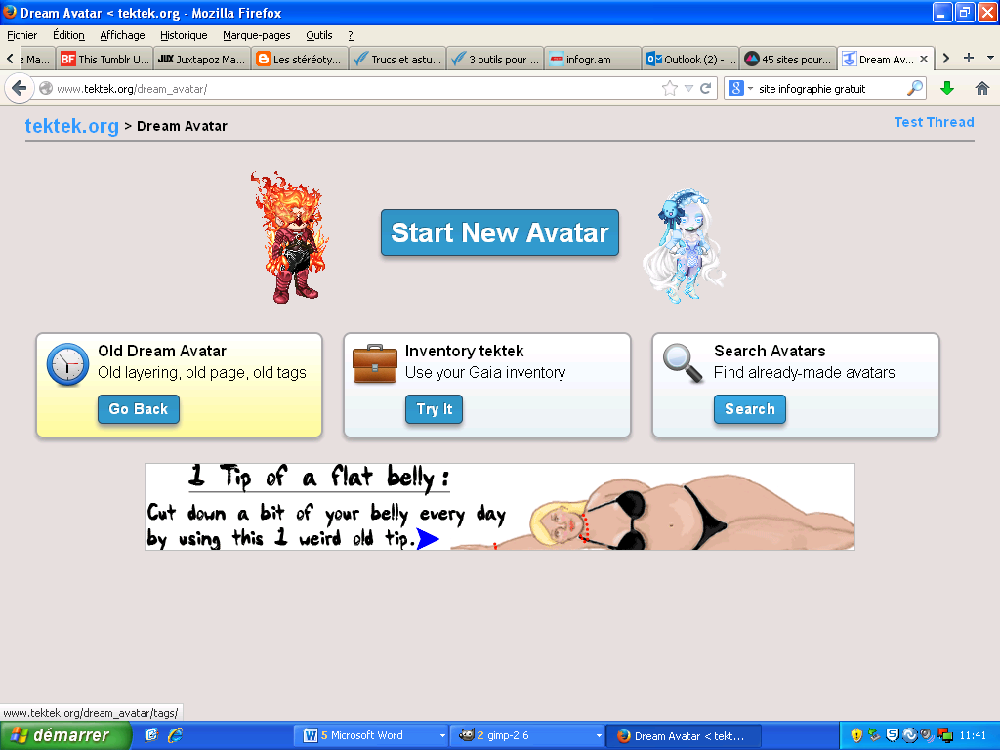 Dream Avatar < tektek.org - Mozilla Firefox
Fichier Édition Affichage Historique Marque-pages Outils ?
z Ma... BF This Tumblr U... JUX Juxtapoz Ma... Les stéréoty... Trucs et astu... 3 outils pour ... infogr.am Outlook (2) - ... 45 sites pour... Dream Av...
www.tektek.org/dream_avatar/ 8 site infographie gratuit
tektek.org > Dream Avatar Test Thread
Start New Avatar
Old Dream Avatar
Old layering, old page, old tags
Go Back
Inventory tektek
Use your Gaia inventory
Try It
Search Avatars
Find already-made avatars
Search
1 Tip of a flat belly:
Cut down a bit of your belly every day
by using this 1 weird old tip.
www.tektek.org/dream_avatar/tags/
démarrer 5 Microsoft Word 2 gimp-2.6 Dream Avatar < tekt... 11:41